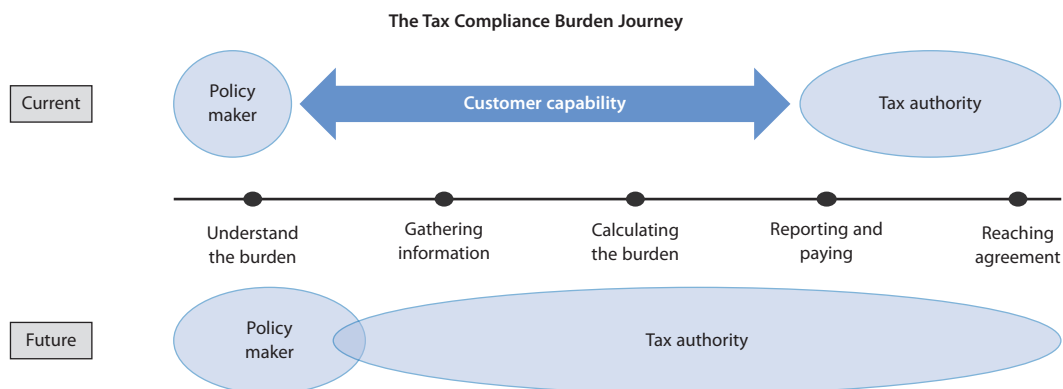 The Tax Compliance Burden Journey
Current
Policy
maker
Customer capability
Tax authority
Understand
the burden
Gathering
information
Calculating
the burden
Reporting and
paying
Reaching
agreement
Future
Policy
maker
Tax authority